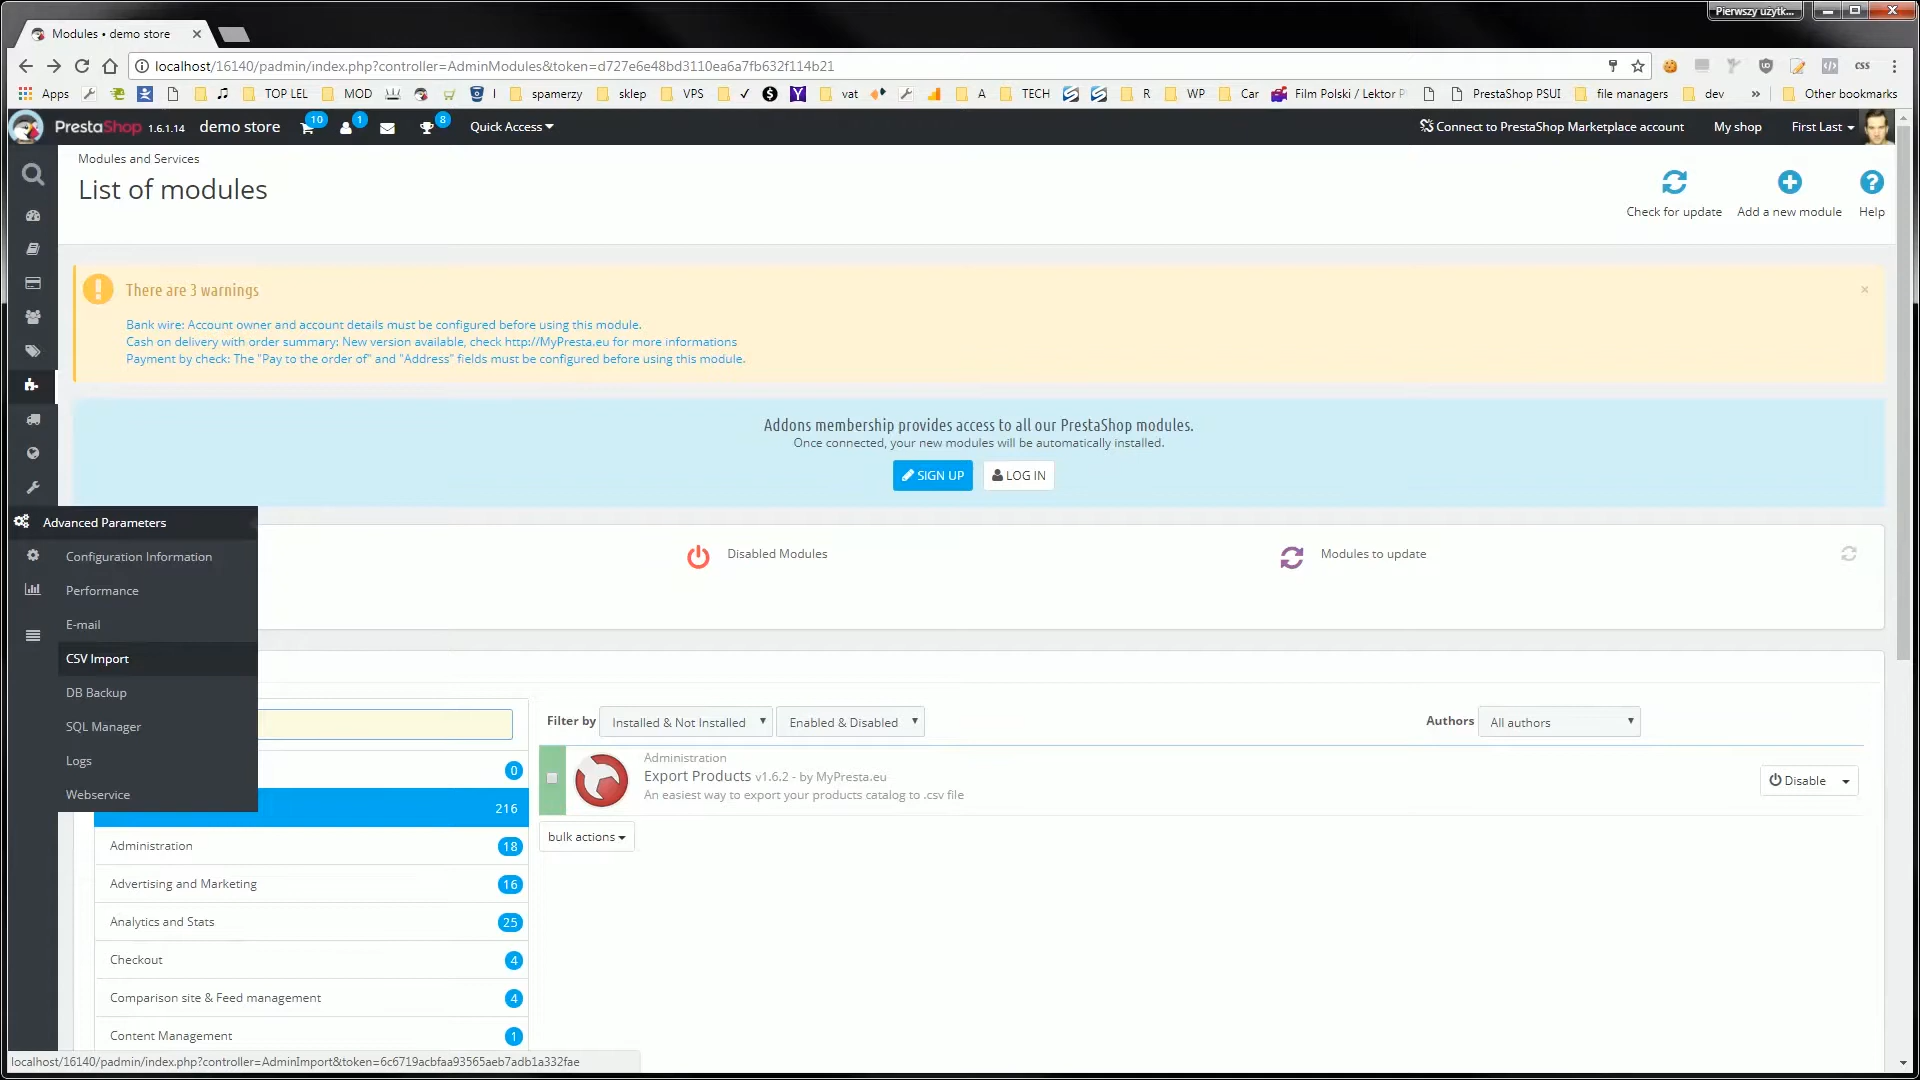 Pierwszy użytk...
Modules • demo store
localhost/16140/padmin/index.php?controller=AdminModules&token=d727e6e48bd3110ea6a7fb632f114b21
Apps
TOP LEL
MOD
I
spamerzy
sklep
VPS
vat
A
TECH
R
WP
Car
Film Polski / Lektor P
PrestaShop PSUI
file managers
dev
»
Other bookmarks
PrestaShop 1.6.1.14
demo store
10
1
8
Quick Access
Connect to PrestaShop Marketplace account
My shop
First Last
Modules and Services
List of modules
Check for update
Add a new module
Help
There are 3 warnings
Bank wire: Account owner and account details must be configured before using this module.
Cash on delivery with order summary: New version available, check http://MyPresta.eu for more informations
Payment by check: The "Pay to the order of" and "Address" fields must be configured before using this module.
Addons membership provides access to all our PrestaShop modules.
Once connected, your new modules will be automatically installed.
SIGN UP
LOG IN
Advanced Parameters
Configuration Information
Performance
E-mail
CSV Import
DB Backup
SQL Manager
Logs
Webservice
Disabled Modules
Modules to update
Filter by
Installed & Not Installed
Enabled & Disabled
Authors
All authors
0
216
Administration 18
Advertising and Marketing 16
Analytics and Stats 25
Checkout 4
Comparison site & Feed management 4
Content Management 1
Administration
Export Products v1.6.2 - by MyPresta.eu
An easiest way to export your products catalog to .csv file
Disable
bulk actions
localhost/16140/padmin/index.php?controller=AdminImport&token=6c6719acbfaa93565aeb7adb1a332fae